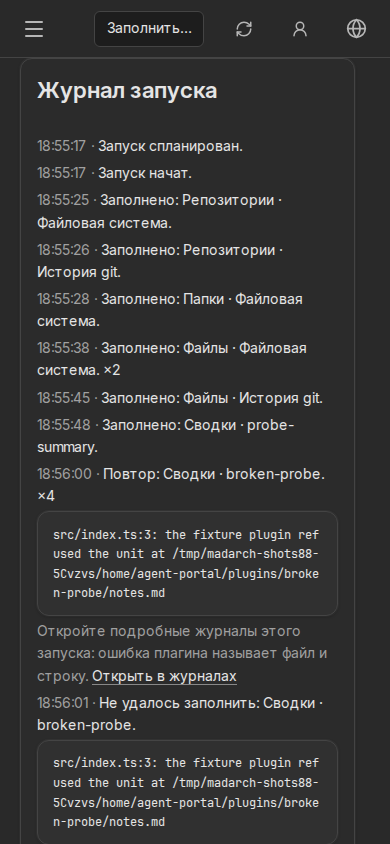 Заполнить...
Журнал запуска
18:55:17 · Запуск спланирован.
18:55:17 · Запуск начат.
18:55:25 · Заполнено: Репозитории ·
Файловая система.
18:55:26 · Заполнено: Репозитории ·
История git.
18:55:28 · Заполнено: Папки · Файловая
система.
18:55:38 · Заполнено: Файлы · Файловая
система. ×2
18:55:45 · Заполнено: Файлы · История git.
18:55:48 · Заполнено: Сводки · probe-
summary.
18:56:00 · Повтор: Сводки · broken-probe.
×4
src/index.ts:3: the fixture plugin ref
used the unit at /tmp/madarch-shots88-
5Cvzvs/home/agent-portal/plugins/broke
n-probe/notes.md
Откройте подробные журналы этого
запуска: ошибка плагина называет файл и
строку. Открыть в журналах
18:56:01 · Не удалось заполнить: Сводки ·
broken-probe.
src/index.ts:3: the fixture plugin ref
used the unit at /tmp/madarch-shots88-
5Cvzvs/home/agent-portal/plugins/broke
n-probe/notes.md